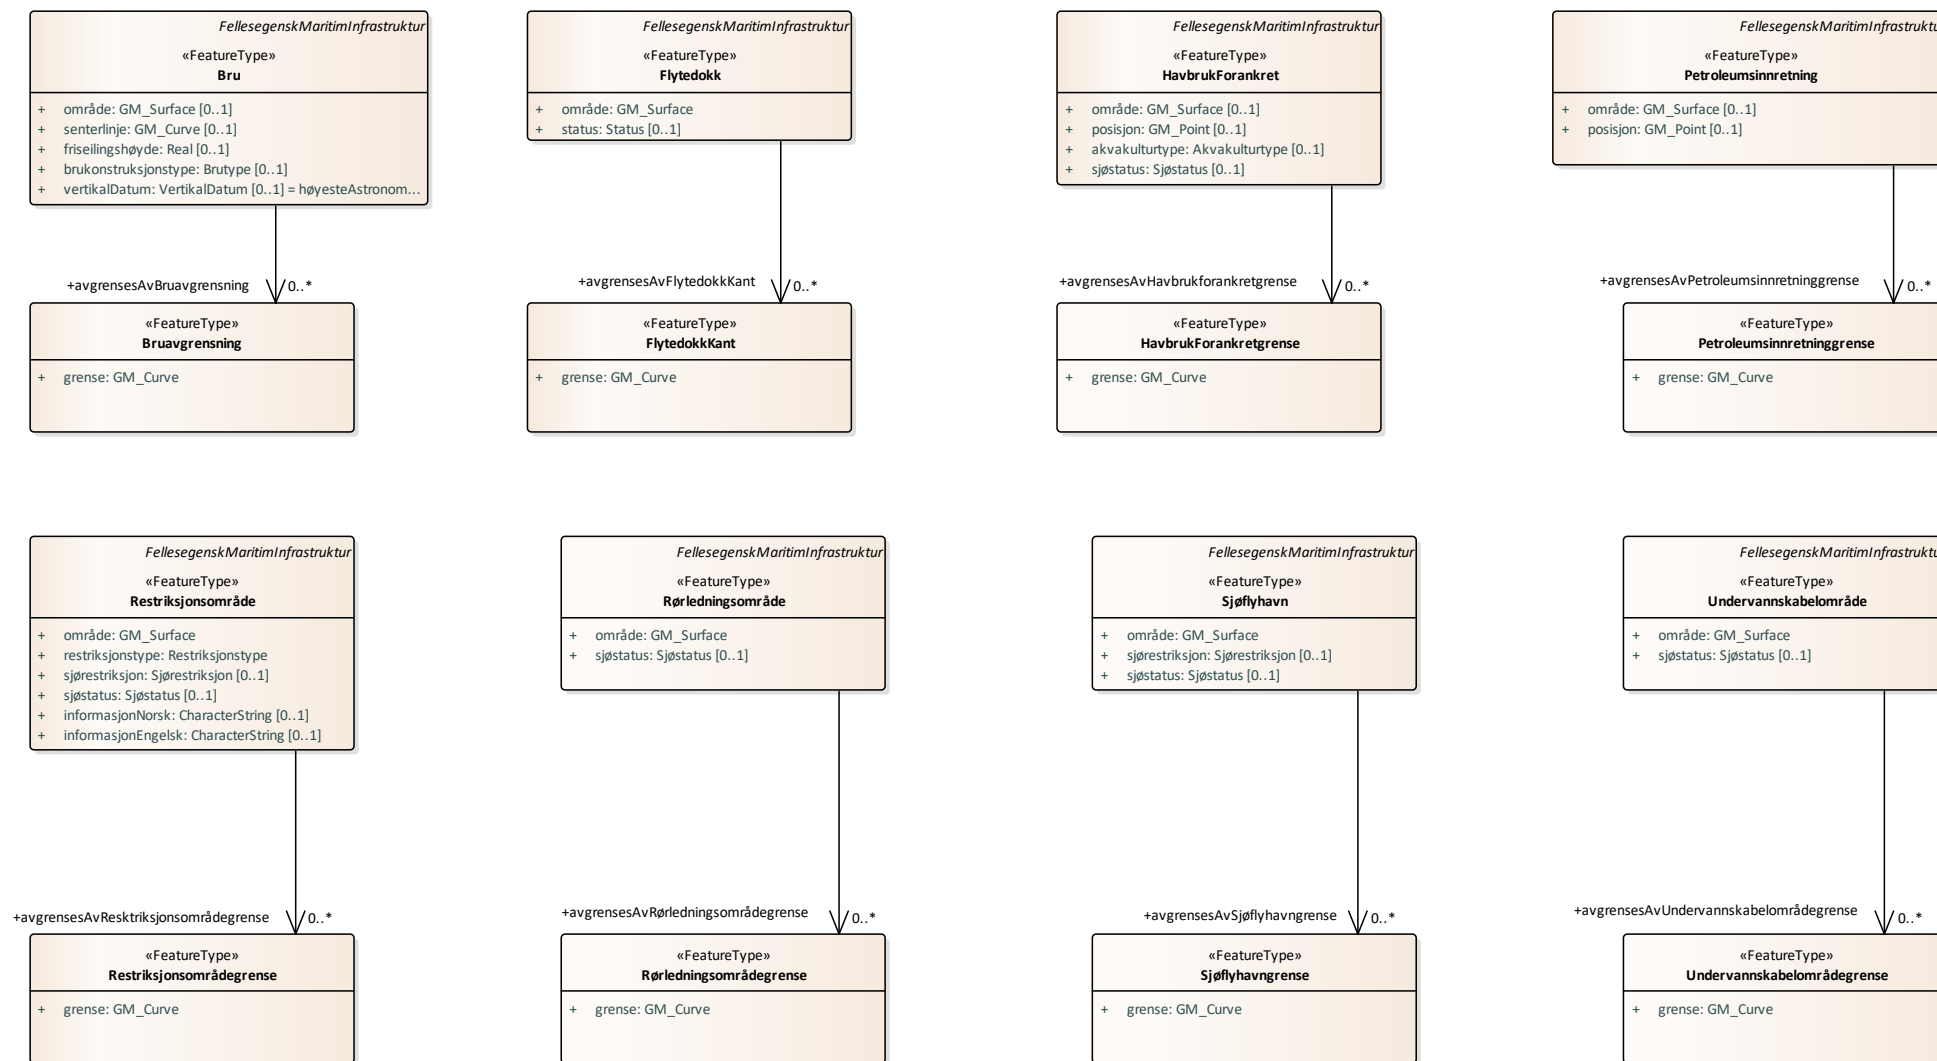 FellesegenskMaritimInfrastruktur
«FeatureType»
Bru
+ område: GM_Surface [0..1]
+ senterlinje: GM_Curve [0..1]
+ friseilingshøyde: Real [0..1]
+ brukonstruksjonstype: Brutype [0..1]
+ vertikalDatum: VertikalDatum [0..1] = høyesteAstronom...
FellesegenskMaritimInfrastruktur
«FeatureType»
Flytedokk
+ område: GM_Surface
+ status: Status [0..1]
FellesegenskMaritimInfrastruktur
«FeatureType»
HavbrukForankret
+ område: GM_Surface [0..1]
+ posisjon: GM_Point [0..1]
+ akvakulturtype: Akvakulturtype [0..1]
+ sjøstatus: Sjøstatus [0..1]
FellesegenskMaritimInfrastruktu
«FeatureType»
Petroleumsinnretning
+ område: GM_Surface [0..1]
+ posisjon: GM_Point [0..1]
+avgrensesAvBruavgrensning 0..*
+avgrensesAvFlytedokkKant 0..*
+avgrensesAvHavbrukforankretgrense 0..*
+avgrensesAvPetroleumsinnretninggrense 0..*
«FeatureType»
Bruavgrensning
+ grense: GM_Curve
«FeatureType»
FlytedokkKant
+ grense: GM_Curve
«FeatureType»
HavbrukForankretgrense
+ grense: GM_Curve
«FeatureType»
Petroleumsinnretninggrense
+ grense: GM_Curve
FellesegenskMaritimInfrastruktur
«FeatureType»
Restriksjonsområde
+ område: GM_Surface
+ restriksjonstype: Restriksjonstype
+ sjørestriksjon: Sjørestriksjon [0..1]
+ sjøstatus: Sjøstatus [0..1]
+ informasjonNorsk: CharacterString [0..1]
+ informasjonEngelsk: CharacterString [0..1]
FellesegenskMaritimInfrastruktur
«FeatureType»
Rørledningsområde
+ område: GM_Surface
+ sjøstatus: Sjøstatus [0..1]
FellesegenskMaritimInfrastruktur
«FeatureType»
Sjøflyhavn
+ område: GM_Surface
+ sjørestriksjon: Sjørestriksjon [0..1]
+ sjøstatus: Sjøstatus [0..1]
FellesegenskMaritimInfrastruktu
«FeatureType»
Undervannskabelområde
+ område: GM_Surface
+ sjøstatus: Sjøstatus [0..1]
+avgrensesAvResktriksjonsområdegrense 0..*
+avgrensesAvRørledningsområdegrense 0..*
+avgrensesAvSjøflyhavngrense 0..*
+avgrensesAvUndervannskabelområdegrense 0..*
«FeatureType»
Restriksjonsområdegrense
+ grense: GM_Curve
«FeatureType»
Rørledningsområdegrense
+ grense: GM_Curve
«FeatureType»
Sjøflyhavngrense
+ grense: GM_Curve
«FeatureType»
Undervannskabelområdegrense
+ grense: GM_Curve